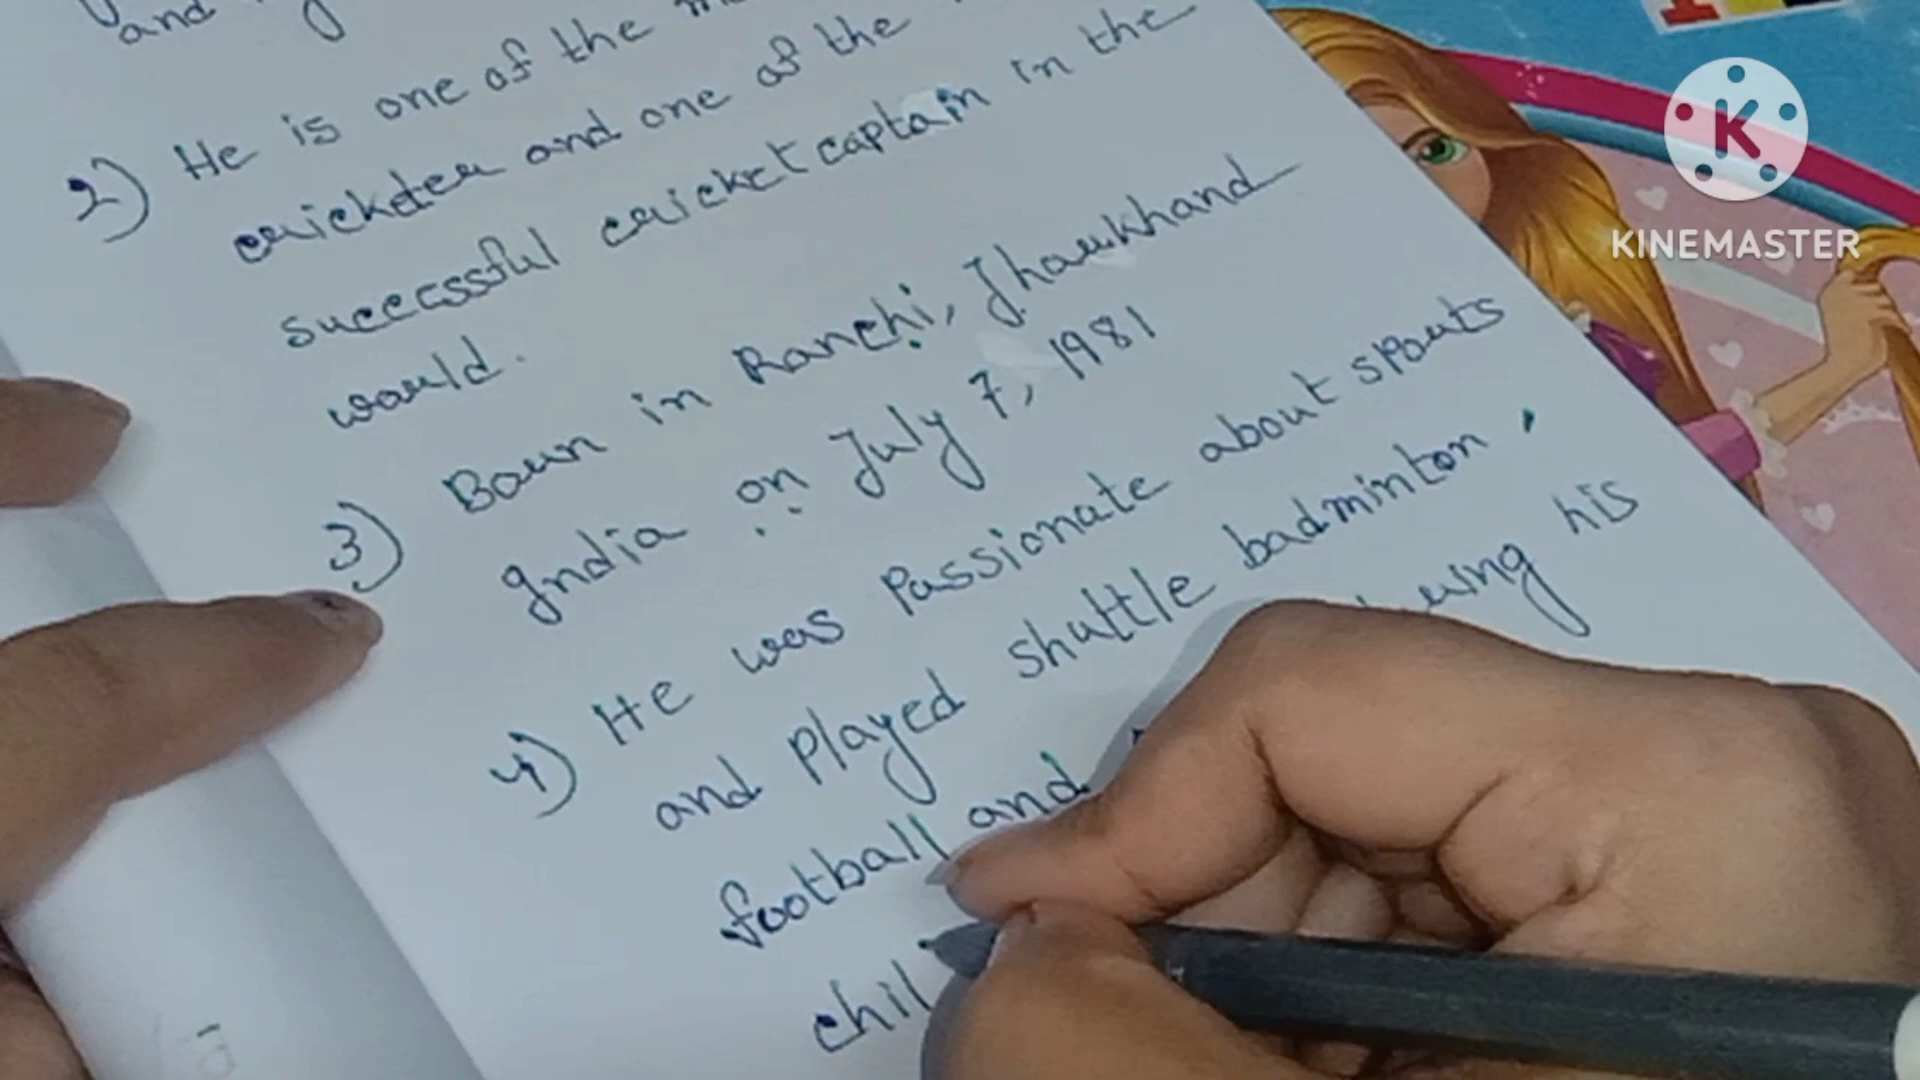 and
2) He is one of the
cricketer and one of the
successful cricket captain in the
world.
3) Born in Ranchi, Jharkhand
India on July 7, 1981
4) He was Passionate about sports
and Played shuttle badminton,
football and his
chil
KINEMASTER